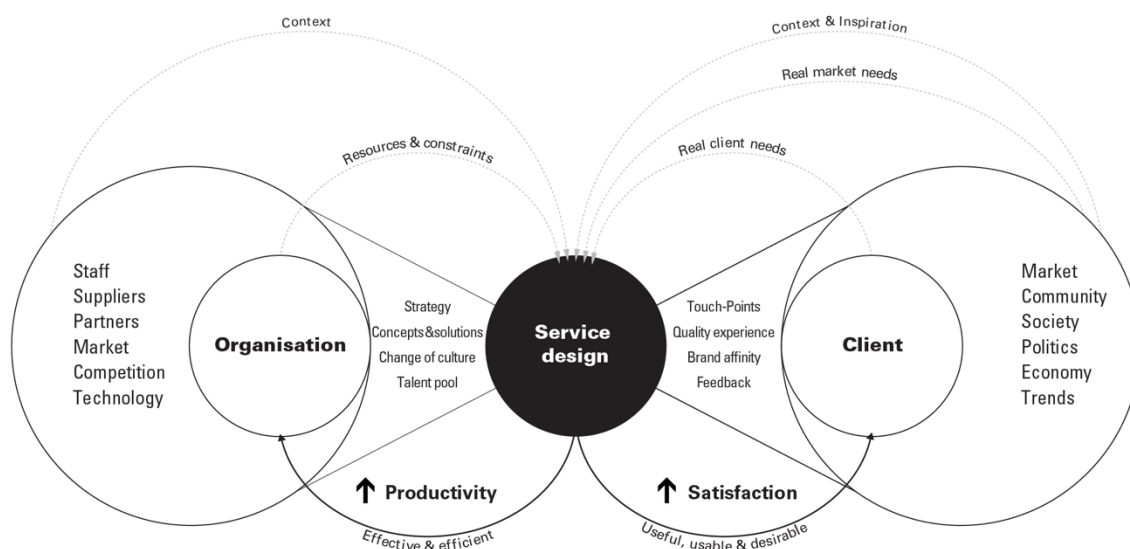 Context
Context & Inspiration
Real market needs
Resources & constraints
Real client needs
Staff
Suppliers
Partners
Market
Competition
Technology
Organisation
Strategy
Concepts&solutions
Change of culture
Talent pool
Service
design
Touch-Points
Quality experience
Brand affinity
Feedback
Client
Market
Community
Society
Politics
Economy
Trends
Productivity
Satisfaction
Effective & efficient
Useful, usable & desirable